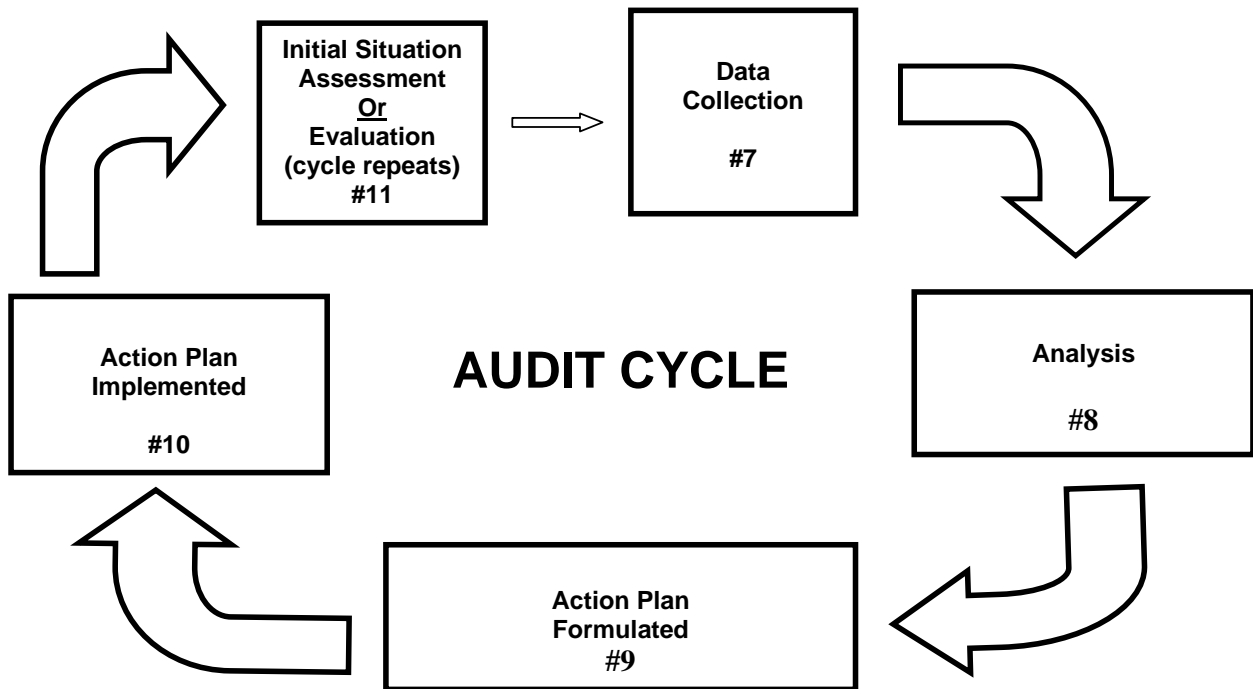 Initial Situation
Assessment
Or
Evaluation
(cycle repeats)
#11
Data
Collection
#7
Analysis
#8
Action Plan
Formulated
#9
Action Plan
Implemented
#10
AUDIT CYCLE